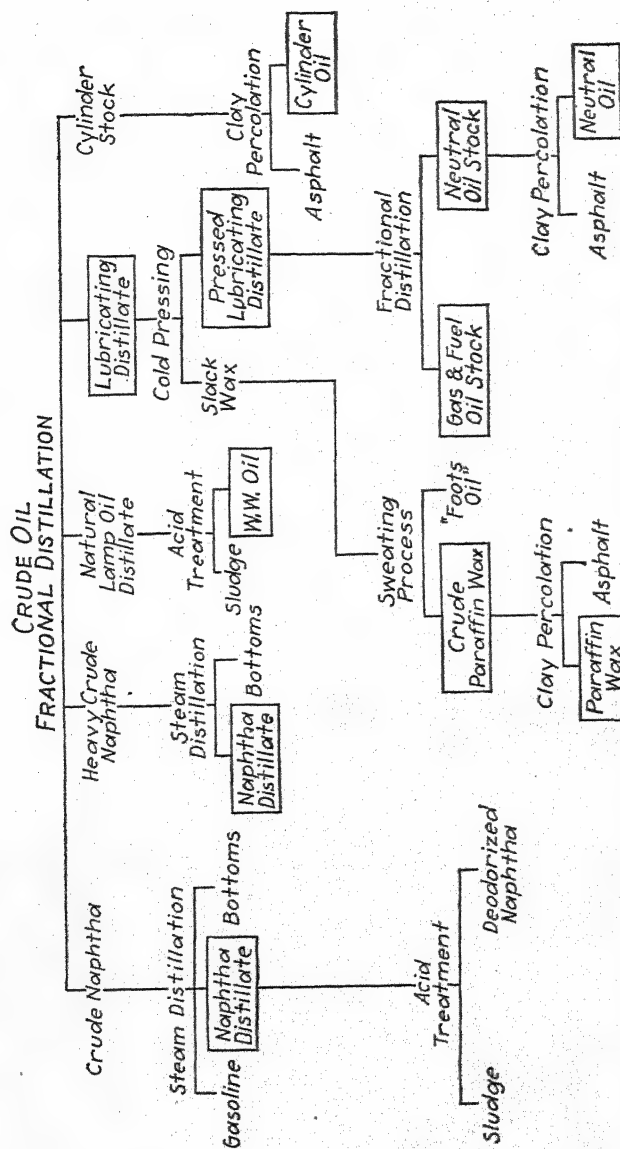 CRUDE OIL
FRACTIONAL DISTILLATION
Crude Naphtha
Steam Distillation
Gasoline
Naphtha
Distillate
Bottoms
Acid
Treatment
Sludge
Deodorized
Naphtha
Heavy Crude
Naphtha
Steam
Distillation
Naphtha
Distillate
Bottoms
Natural
Lamp Oil
Distillate
Acid
Treatment
Sludge
W.W. Oil
Lubricating
Distillate
Cold Pressing
Slack
Wax
Pressed
Lubricating
Distillate
Sweating
Process
Crude
Paraffin Wax
"Foots
Oil"
Clay Percolation
Paraffin
Wax
Asphalt
Fractional
Distillation
Gas & Fuel
Oil Stock
Neutral
Oil Stock
Clay Percolation
Asphalt
Neutral
Oil
Cylinder
Stock
Clay
Percolation
Asphalt
Cylinder
Oil